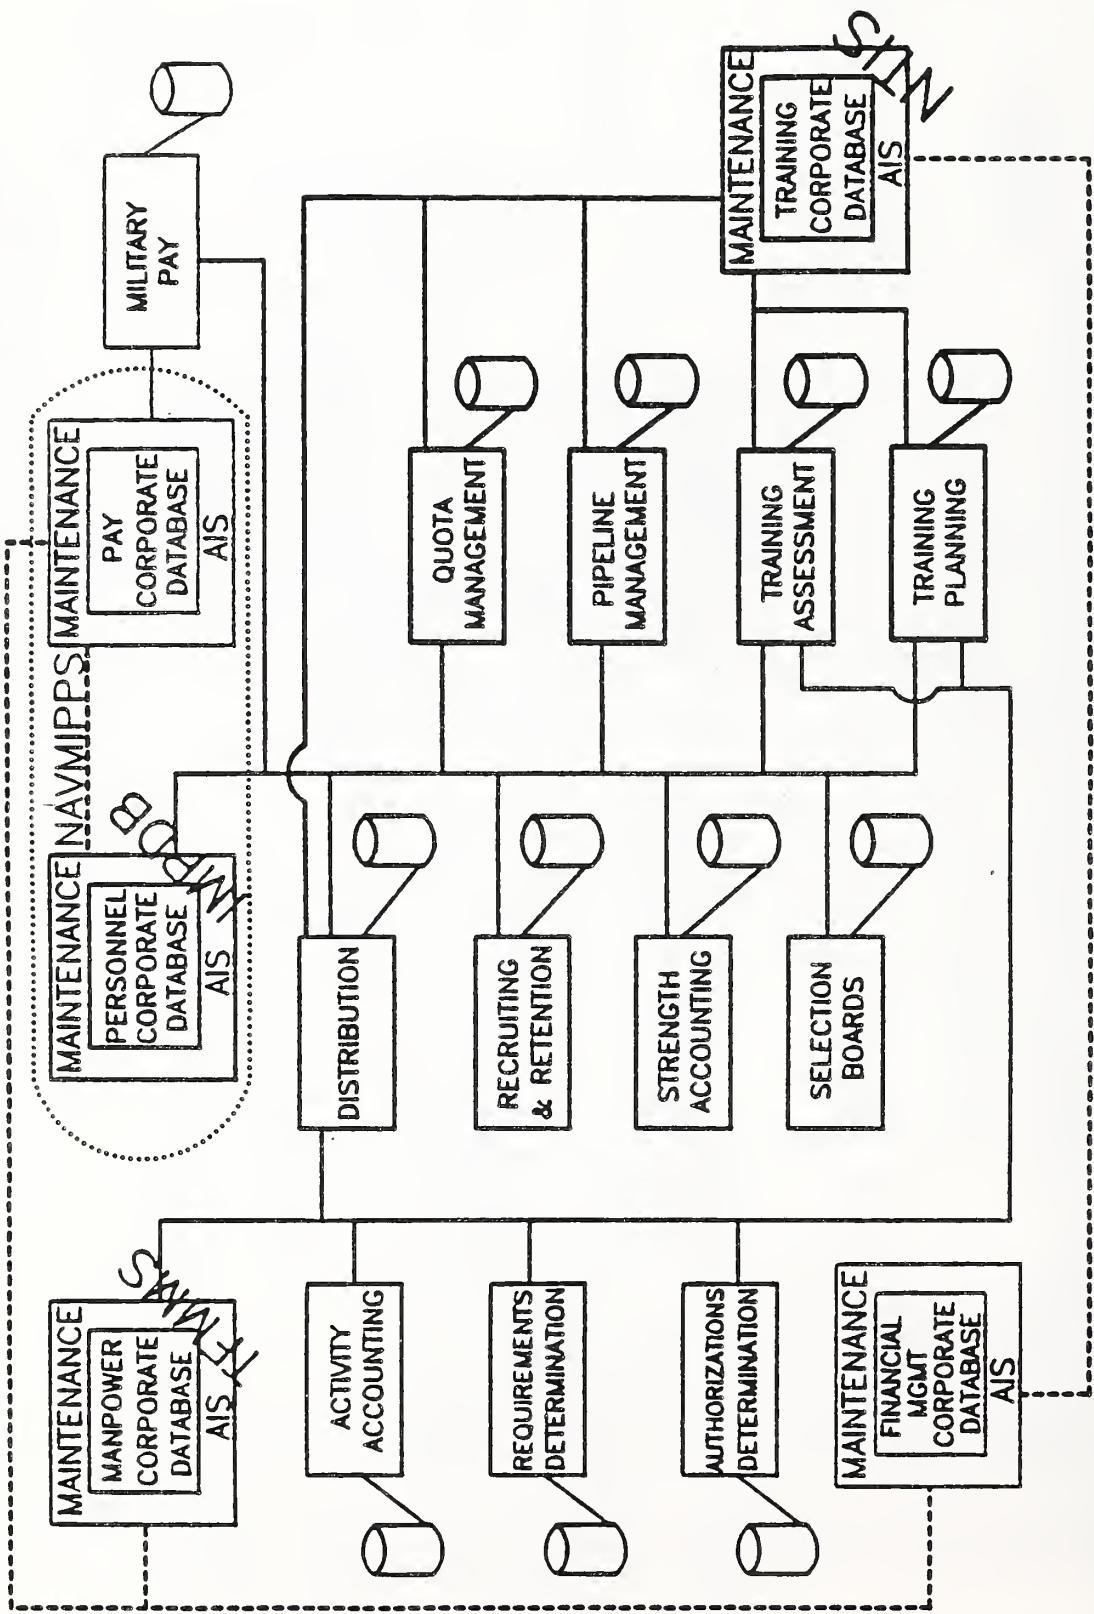 MAINTENANCE
MANPOWER
CORPORATE
DATABASE
AIS
MAINTENANCE
PERSONNEL
CORPORATE
DATABASE
AIS
NAVMIPPS
MAINTENANCE
PAY
CORPORATE
DATABASE
AIS
MILITARY
PAY
ACTIVITY
ACCOUNTING
DISTRIBUTION
QUOTA
MANAGEMENT
REQUIREMENTS
DETERMINATION
RECRUITING
& RETENTION
PIPELINE
MANAGEMENT
AUTHORIZATIONS
DETERMINATION
STRENGTH
ACCOUNTING
TRAINING
ASSESSMENT
MAINTENANCE
TRAINING
CORPORATE
DATABASE
AIS
MAINTENANCE
FINANCIAL
MGMT
CORPORATE
DATABASE
AIS
SELECTION
BOARDS
TRAINING
PLANNING